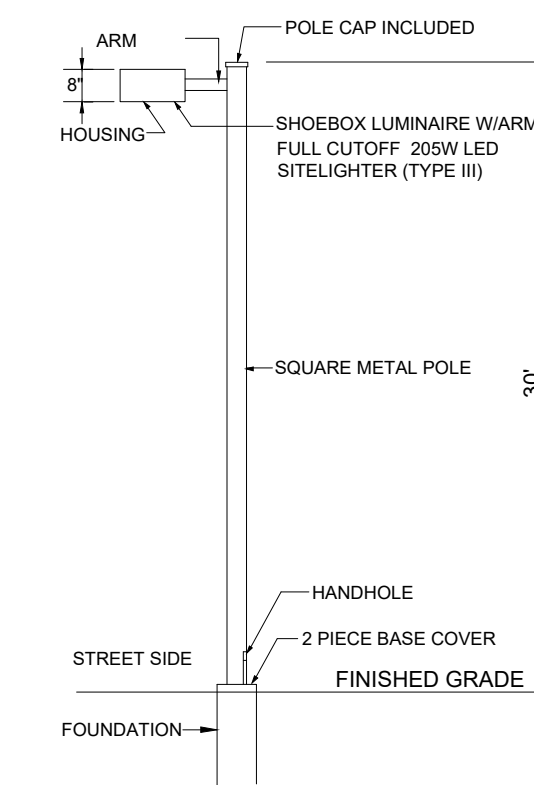 POLE CAP INCLUDED
ARM
8"
HOUSING
SHOEBOX LUMINAIRE W/ARM
FULL CUTOFF 205W LED
SITELIGHTER (TYPE III)
SQUARE METAL POLE
30'
HANDHOLE
2 PIECE BASE COVER
STREET SIDE
FINISHED GRADE
FOUNDATION